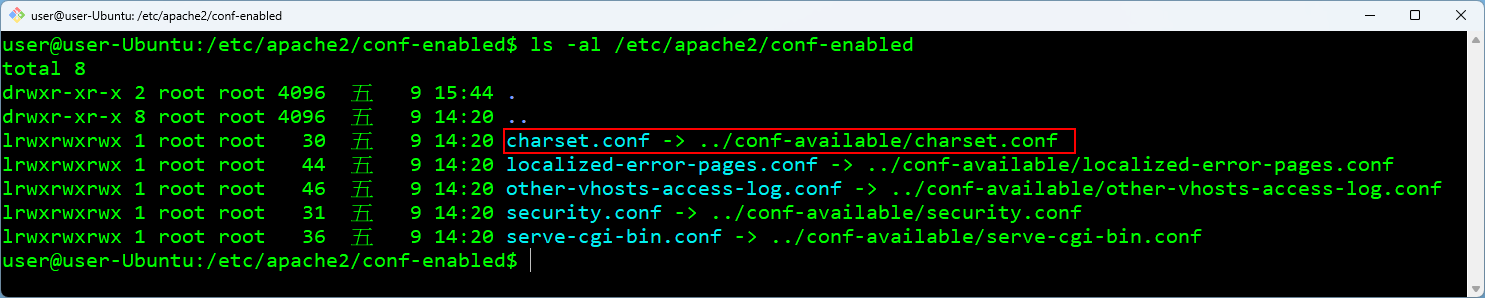 user@user-Ubuntu: /etc/apache2/conf-enabled
user@user-Ubuntu:/etc/apache2/conf-enabled$ ls -al /etc/apache2/conf-enabled
total 8
drwxr-xr-x 2 root root 4096 五 9 15:44 .
drwxr-xr-x 8 root root 4096 五 9 14:20 ..
lrwxrwxrwx 1 root root 30 五 9 14:20 charset.conf -> ../conf-available/charset.conf
lrwxrwxrwx 1 root root 44 五 9 14:20 localized-error-pages.conf -> ../conf-available/localized-error-pages.conf
lrwxrwxrwx 1 root root 46 五 9 14:20 other-vhosts-access-log.conf -> ../conf-available/other-vhosts-access-log.conf
lrwxrwxrwx 1 root root 31 五 9 14:20 security.conf -> ../conf-available/security.conf
lrwxrwxrwx 1 root root 36 五 9 14:20 serve-cgi-bin.conf -> ../conf-available/serve-cgi-bin.conf
user@user-Ubuntu:/etc/apache2/conf-enabled$